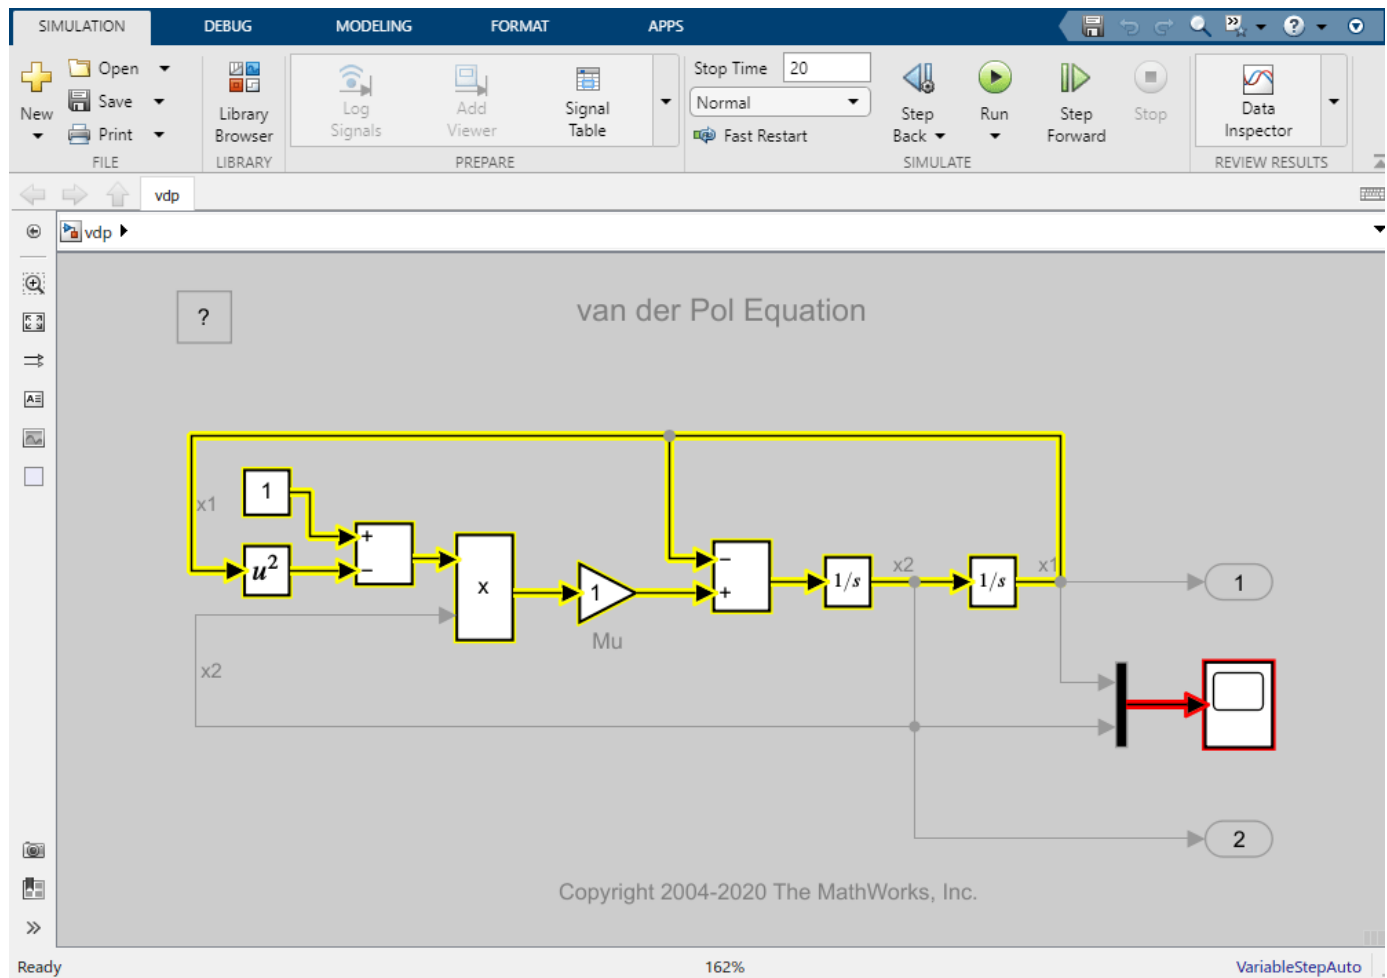 SIMULATION DEBUG MODELING FORMAT APPS
New
Open
Save
Print
FILE
Library
Browser
LIBRARY
Log
Signals
Add
Viewer
Signal
Table
PREPARE
Stop Time 20
Normal
Fast Restart
Step
Back
Run
Step
Forward
Stop
SIMULATE
Data
Inspector
REVIEW RESULTS
vdp
vdp
?
van der Pol Equation
x1
1
+
u²
−
x
x2
1
Mu
−
+
1/s
x2
1/s
x1
1
2
Copyright 2004-2020 The MathWorks, Inc.
Ready 162% VariableStepAuto